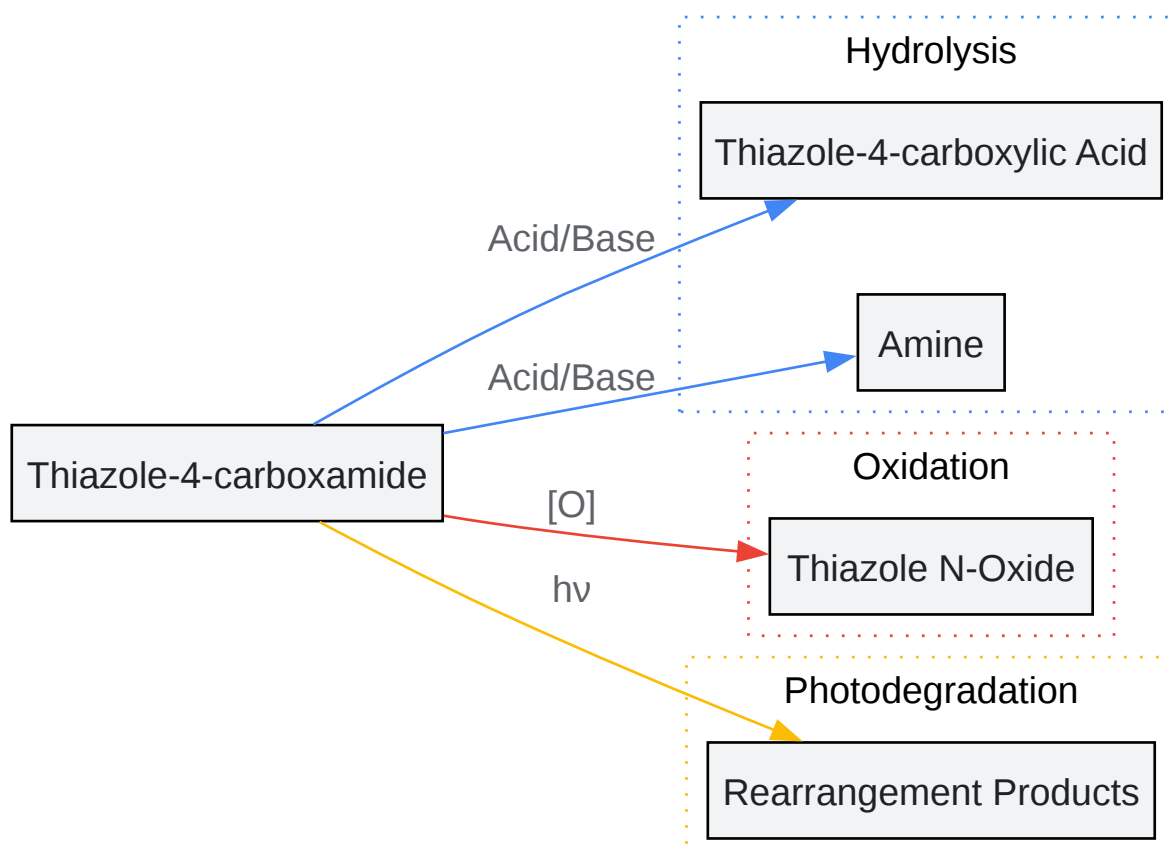 Hydrolysis
Thiazole-4-carboxylic Acid
Acid/Base
Amine
Acid/Base
Thiazole-4-carboxamide
Oxidation
[O]
Thiazole N-Oxide
hν
Photodegradation
Rearrangement Products